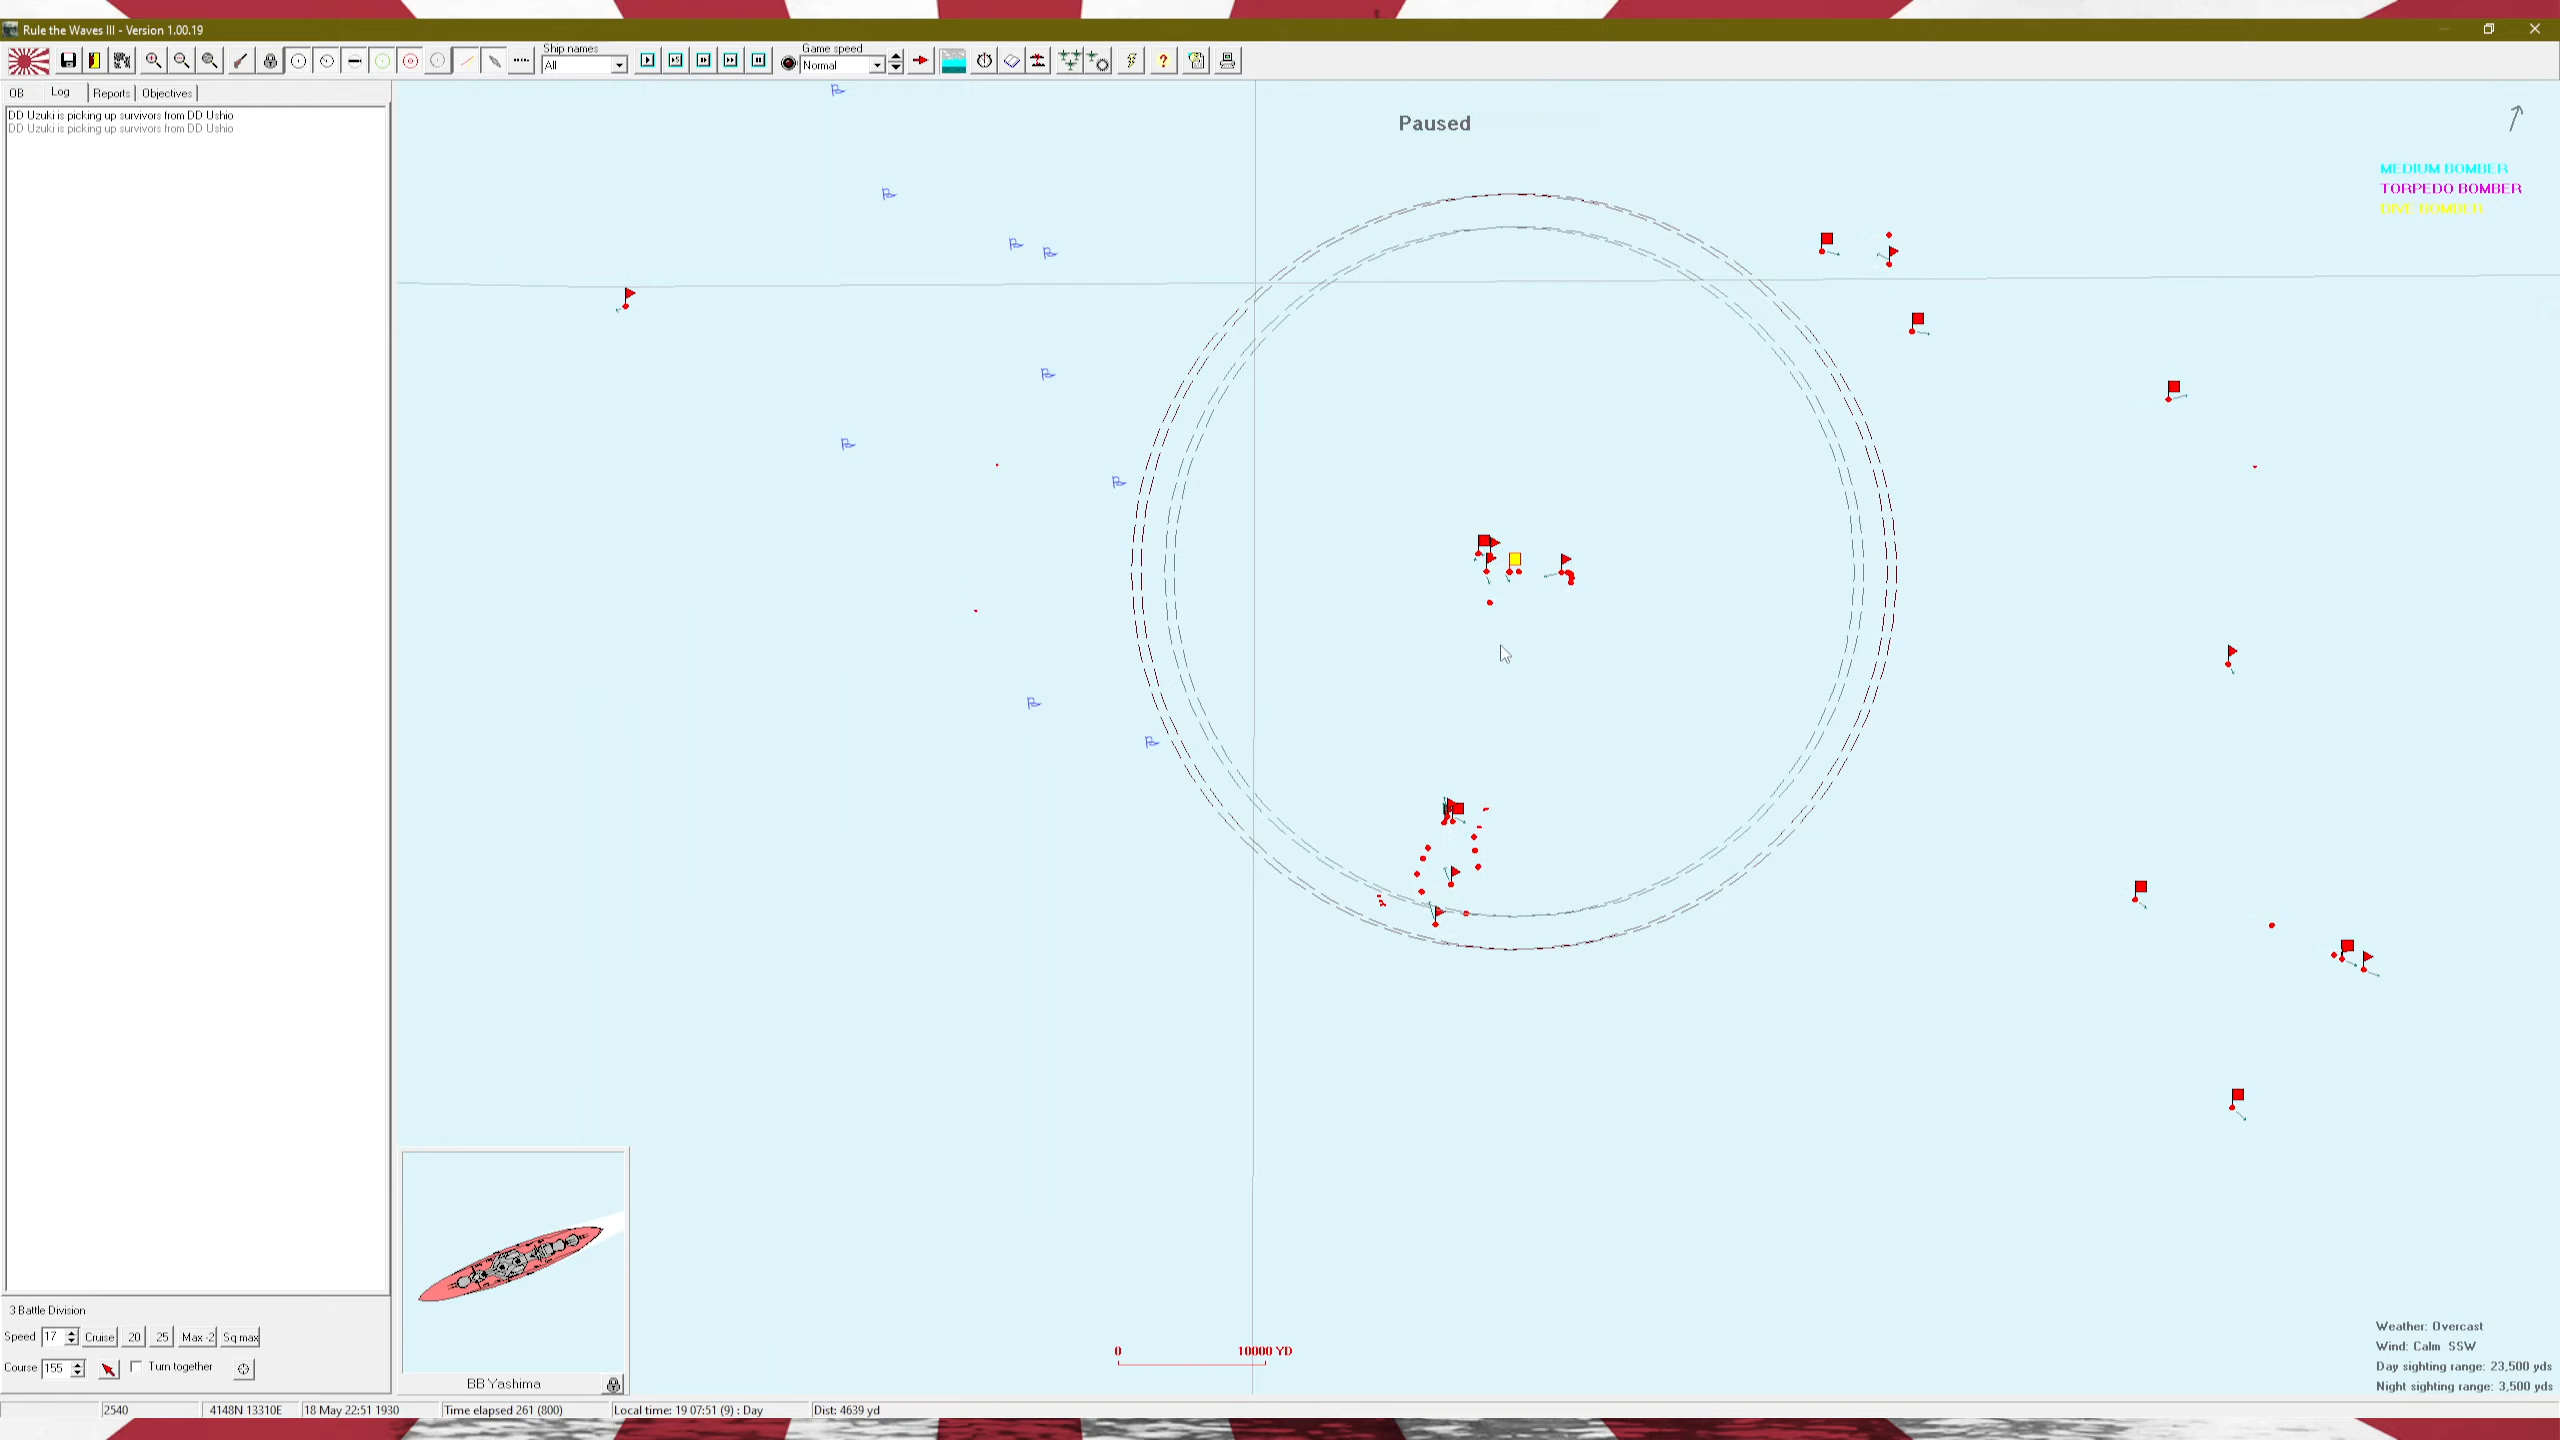 Rule the Waves III - Version 1.00.19
Ship names
All
Game speed
Normal
OB
Log
Reports
Objectives
DD Uzuki is picking up survivors from DD Ushio
DD Uzuki is picking up survivors from DD Ushio
Paused
MEDIUM BOMBER
TORPEDO BOMBER
DIVE BOMBER
3 Battle Division
Speed 17 Cruise 20 25 Max -2 Sq max
Course 155 Turn together
BB Yashima
0 10000 YD
Weather: Overcast
Wind: Calm SSW
Day sighting range: 23,500 yds
Night sighting range: 3,500 yds
2540
4148N 13310E
18 May 22:51 1930
Time elapsed 261 (800)
Local time: 19 07:51 (9) : Day
Dist: 4639 yd